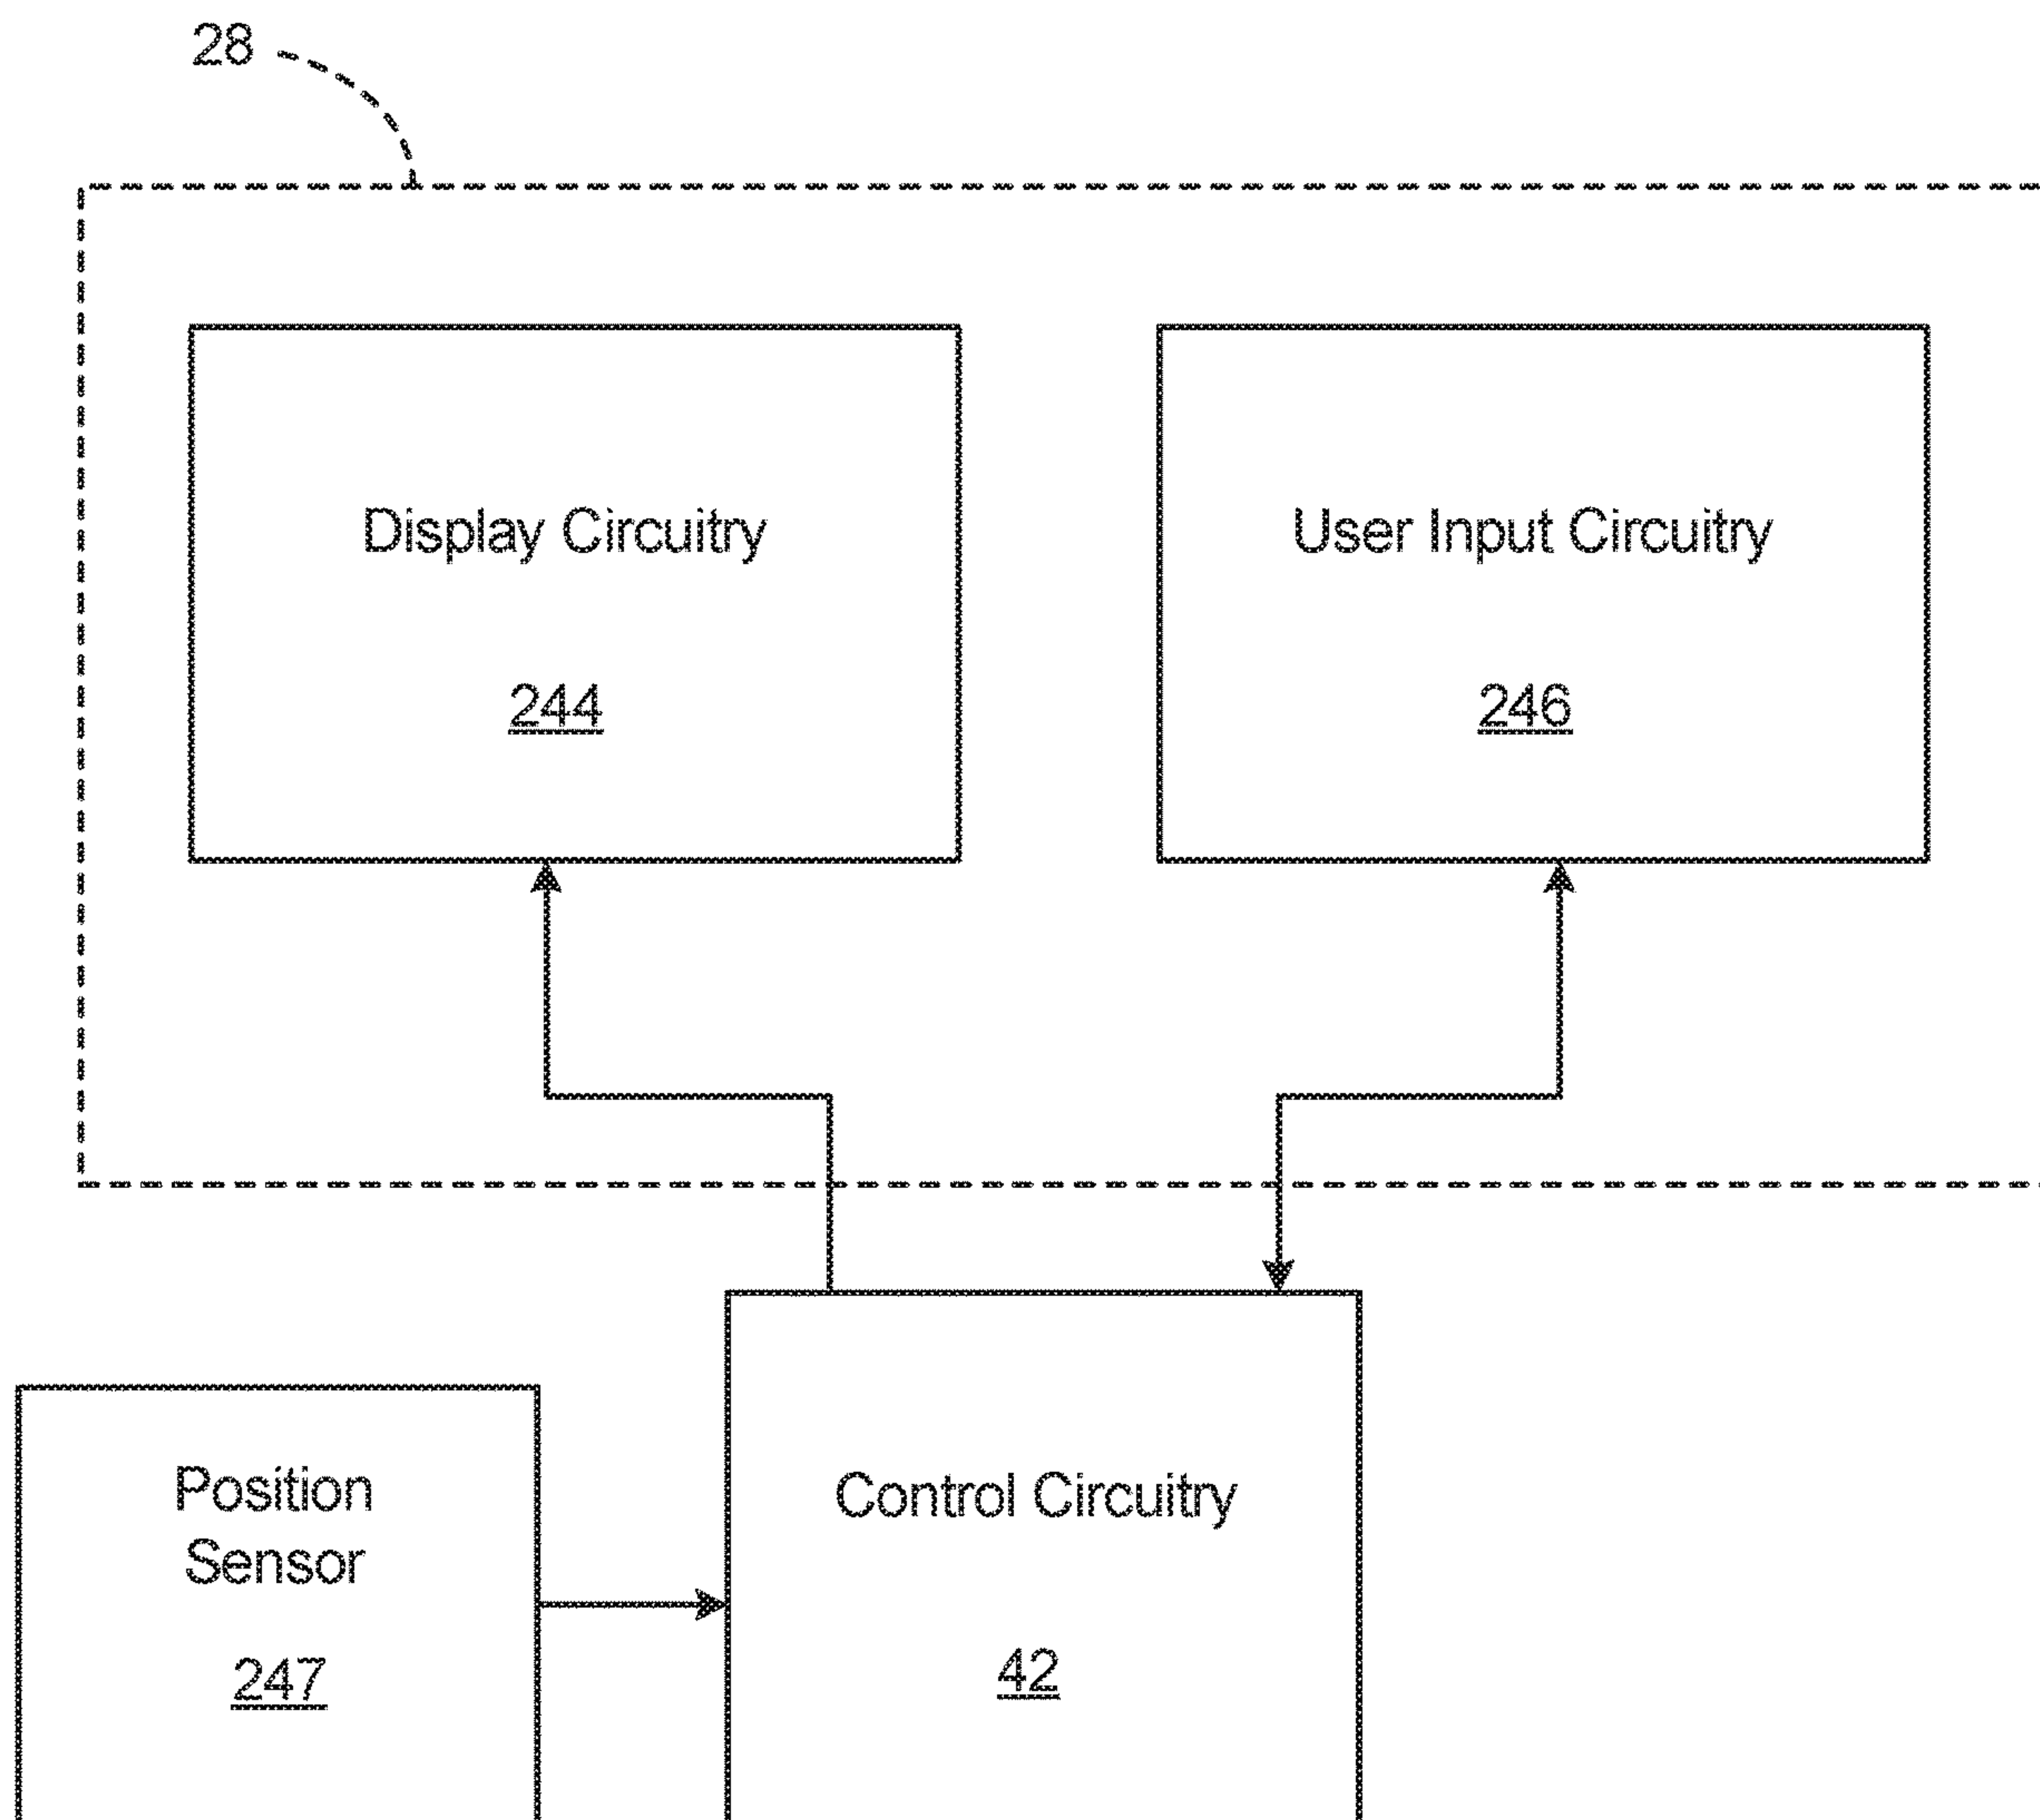 28
Display Circuitry
244
User Input Circuitry
246
Position
Sensor
247
Control Circuitry
42